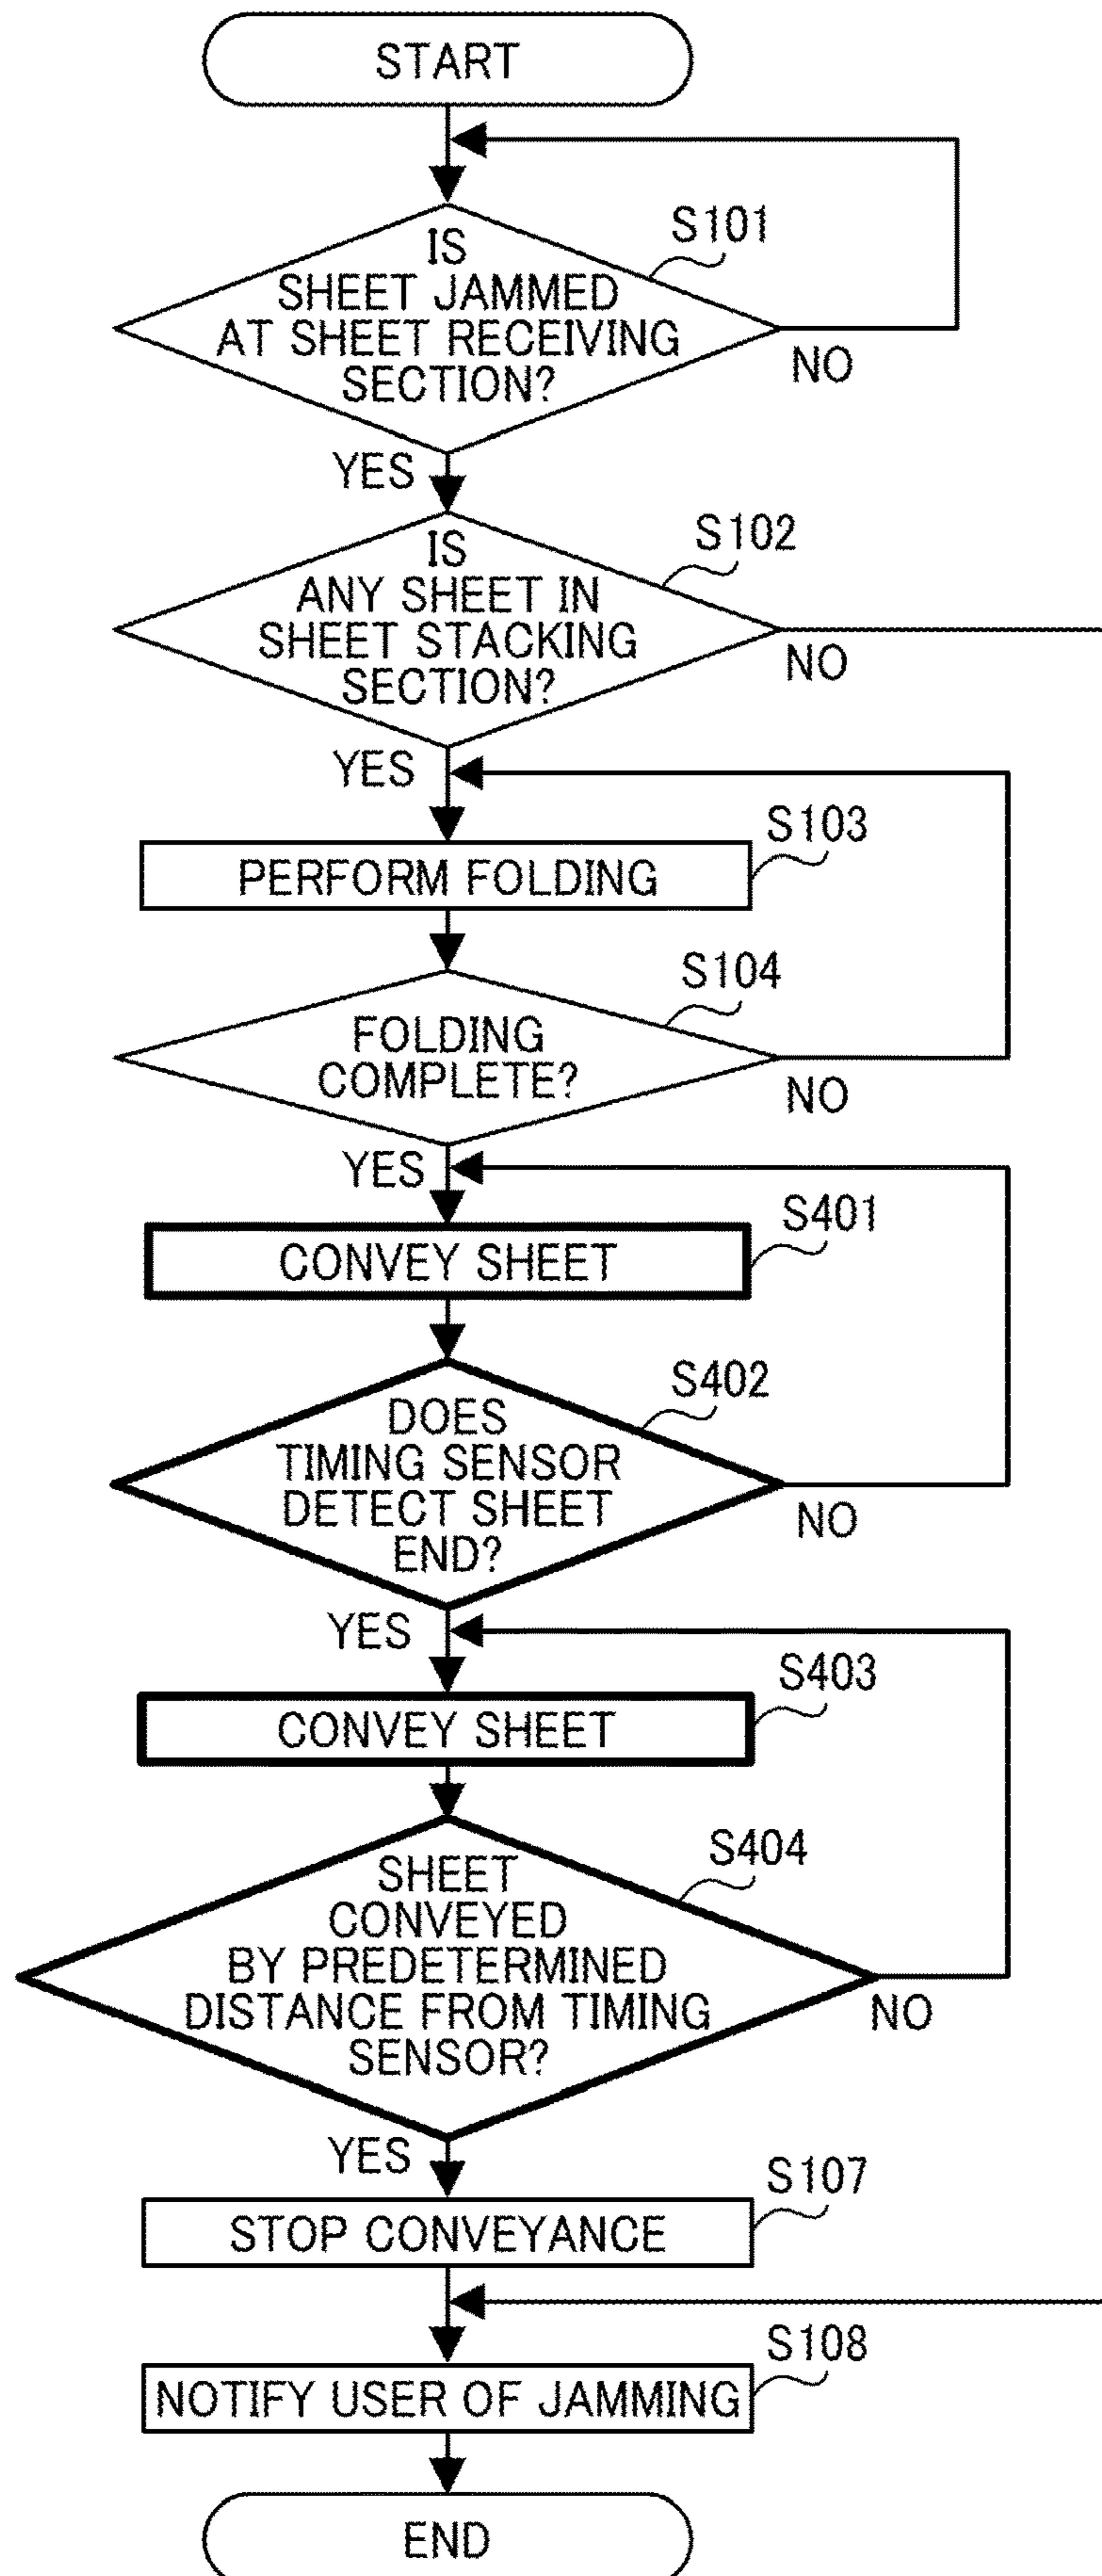 START
S101
IS
SHEET JAMMED
AT SHEET RECEIVING
SECTION?
NO
YES
S102
IS
ANY SHEET IN
SHEET STACKING
SECTION?
NO
YES
S103
PERFORM FOLDING
S104
FOLDING
COMPLETE?
NO
YES
S401
CONVEY SHEET
S402
DOES
TIMING SENSOR
DETECT SHEET
END?
NO
YES
S403
CONVEY SHEET
S404
SHEET
CONVEYED
BY PREDETERMINED
DISTANCE FROM TIMING
SENSOR?
NO
YES
S107
STOP CONVEYANCE
S108
NOTIFY USER OF JAMMING
END